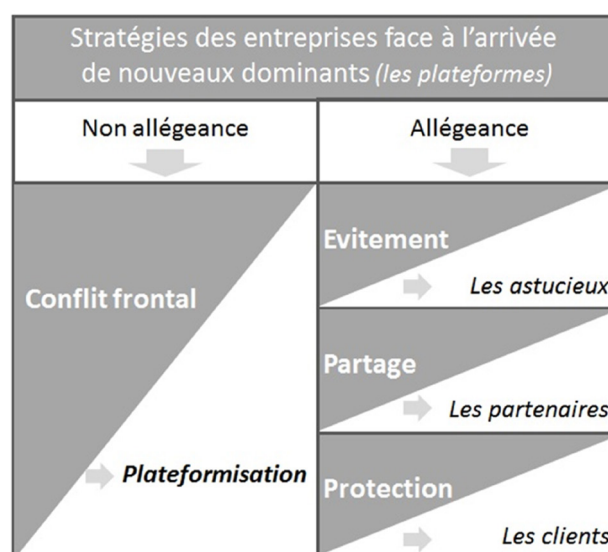 Stratégies des entreprises face à l'arrivée
de nouveaux dominants (les plateformes)
Non allégeance
Allégeance
Conflit frontal
Plateformisation
Evitement
Les astucieux
Partage
Les partenaires
Protection
Les clients